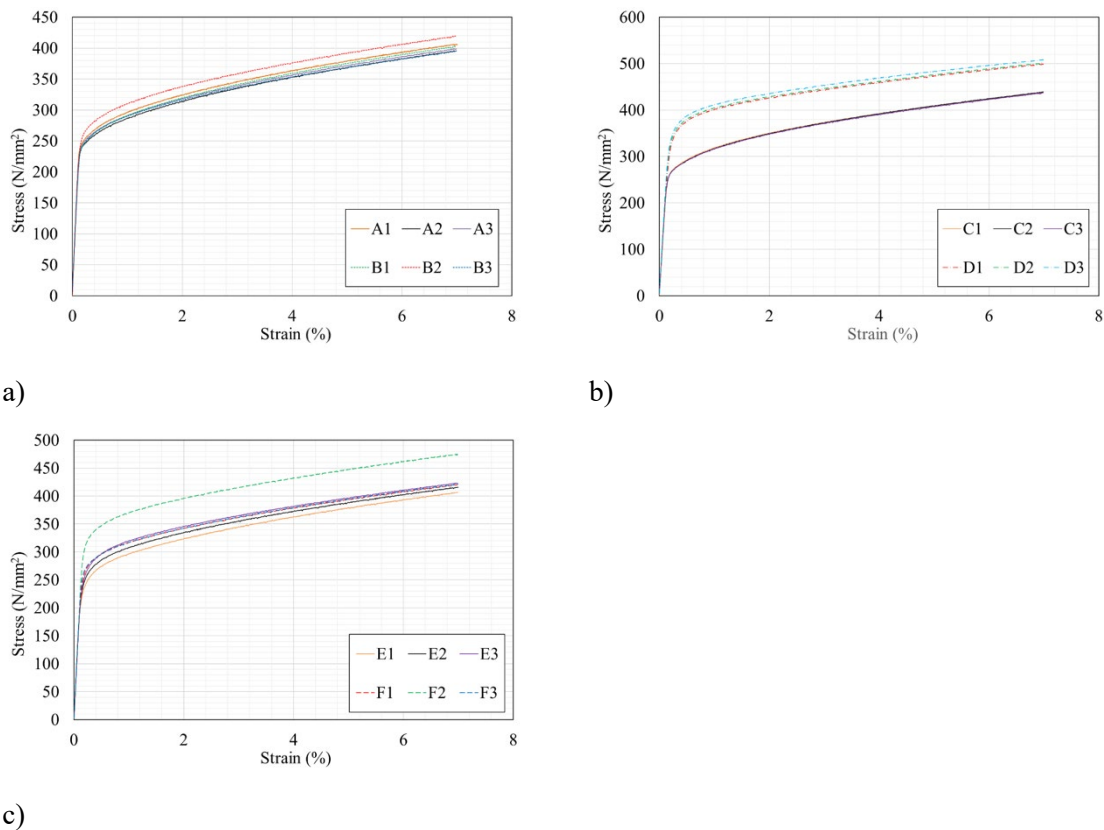 450
400
350
300
250
200
150
100
50
0
Stress (N/mm²)
0 2 4 6 8
Strain (%)
A1 A2 A3
B1 B2 B3
a)
600
500
400
300
200
100
0
Stress (N/mm²)
0 2 4 6 8
Strain (%)
C1 C2 C3
D1 D2 D3
b)
500
450
400
350
300
250
200
150
100
50
0
Stress (N/mm²)
0 2 4 6 8
Strain (%)
E1 E2 E3
F1 F2 F3
c)